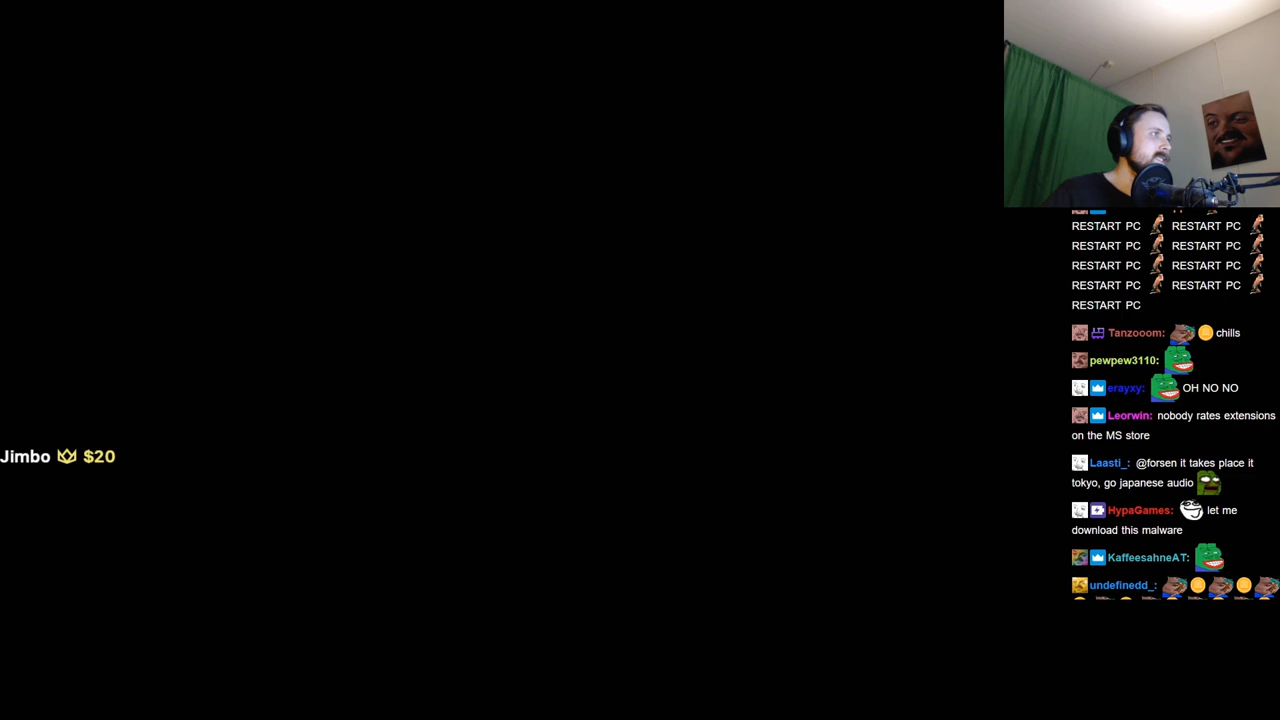 RESTART PC RESTART PC
RESTART PC RESTART PC
RESTART PC RESTART PC
RESTART PC RESTART PC
RESTART PC
Tanzooom: chills
pewpew3110:
erayxy: OH NO NO
Leorwin: nobody rates extensions
on the MS store
Jimbo $20
Laasti_: @forsen it takes place it
tokyo, go japanese audio
HypaGames: let me
download this malware
KaffeesahneAT:
undefinedd_: